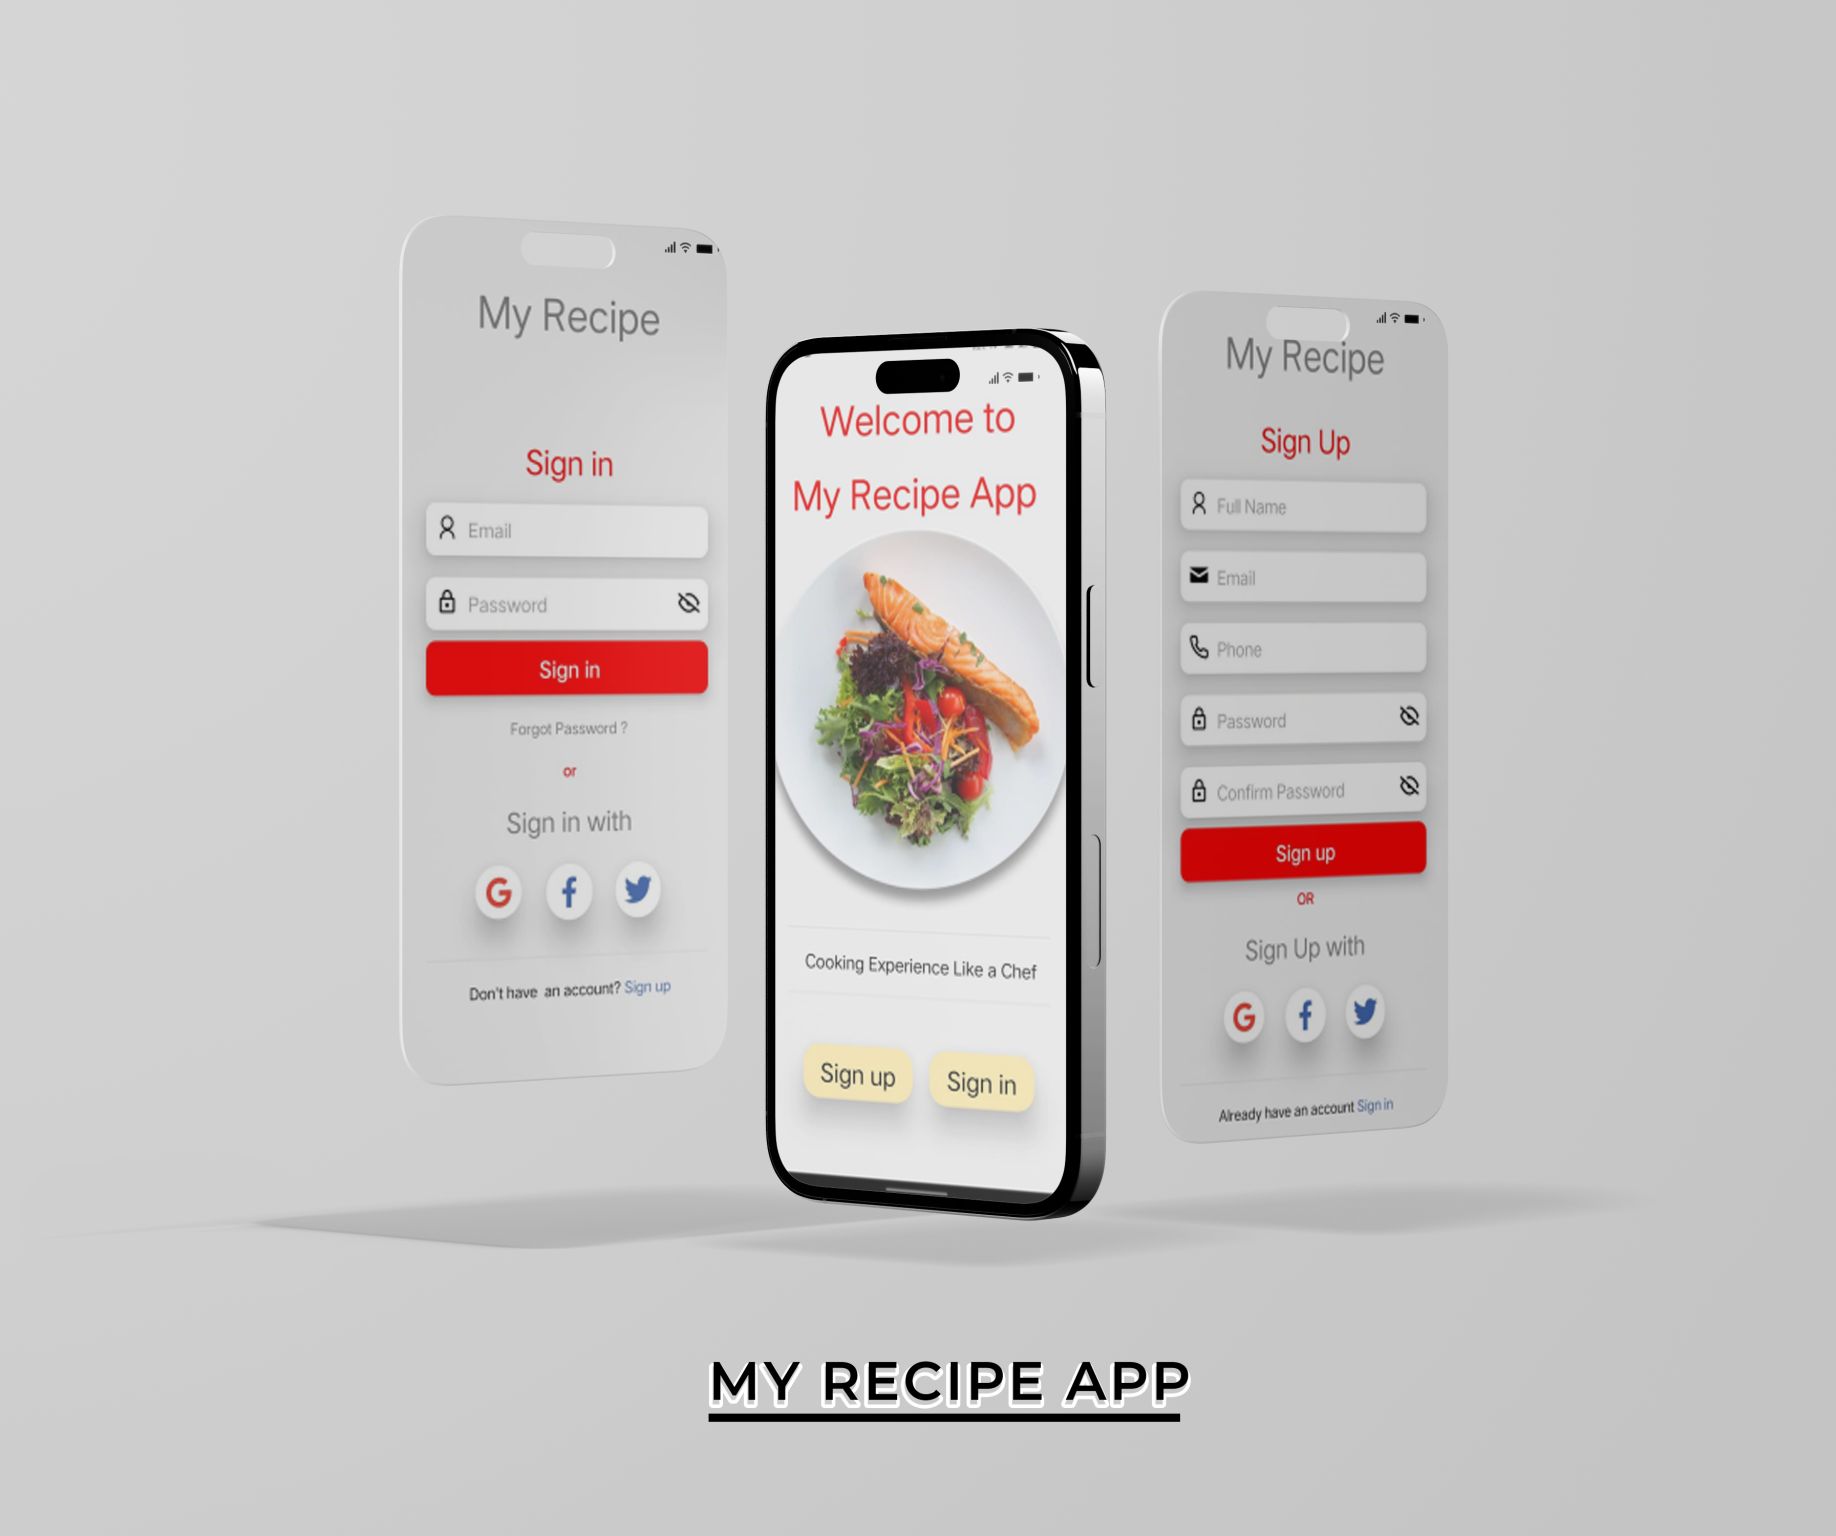 My Recipe
Sign in
Email
Password
Sign in
Forgot Password ?
or
Sign in with
G f
Don't have an account? Sign up
Welcome to
My Recipe App
Cooking Experience Like a Chef
Sign up Sign in
My Recipe
Sign Up
Full Name
Email
Phone
Password
Confirm Password
Sign up
OR
Sign Up with
G f
Already have an account Sign in
MY RECIPE APP